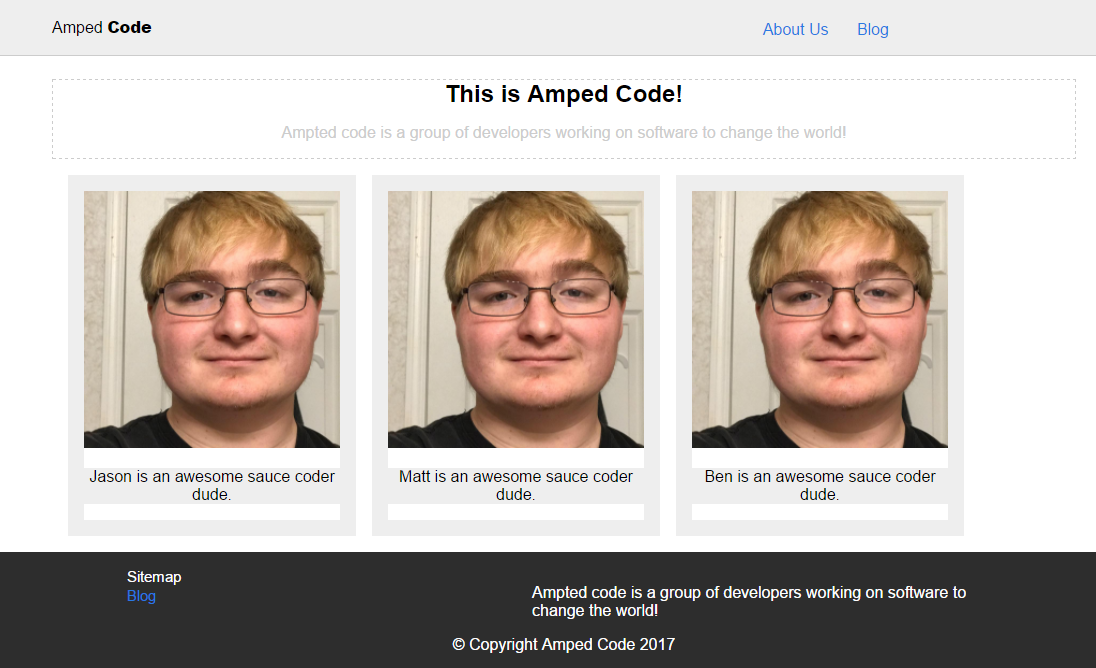 Amped Code
About Us
Blog
This is Amped Code!
Ampted code is a group of developers working on software to change the world!
Jason is an awesome sauce coder
dude.
Matt is an awesome sauce coder
dude.
Ben is an awesome sauce coder
dude.
Sitemap
Blog
Ampted code is a group of developers working on software to
change the world!
© Copyright Amped Code 2017